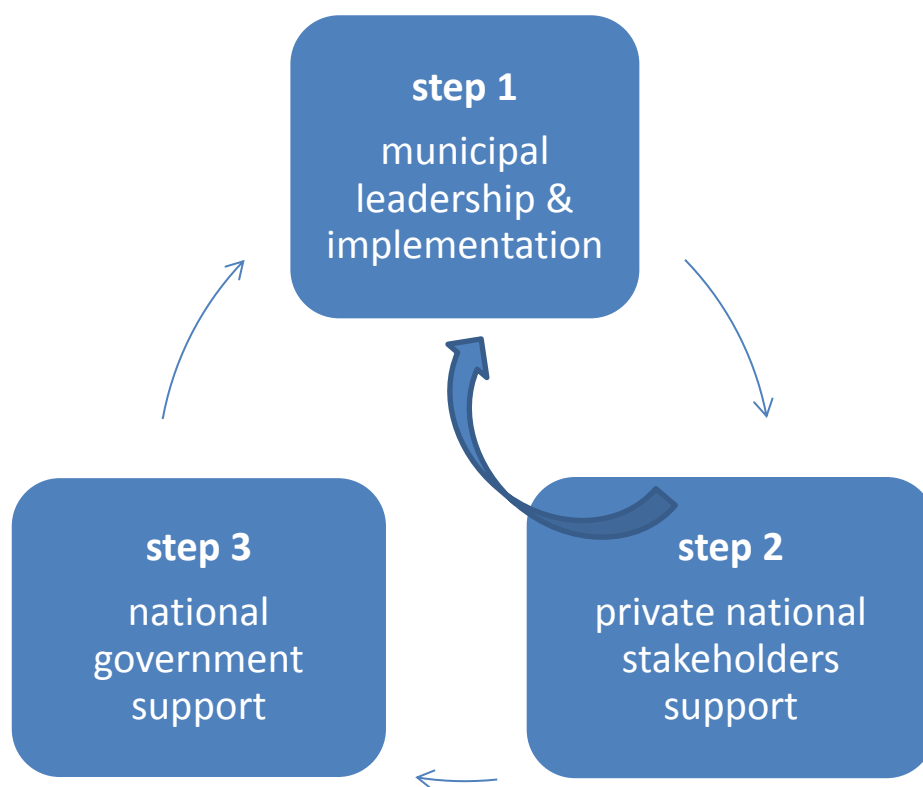 step 1
municipal
leadership &
implementation
step 3
national
government
support
step 2
private national
stakeholders
support